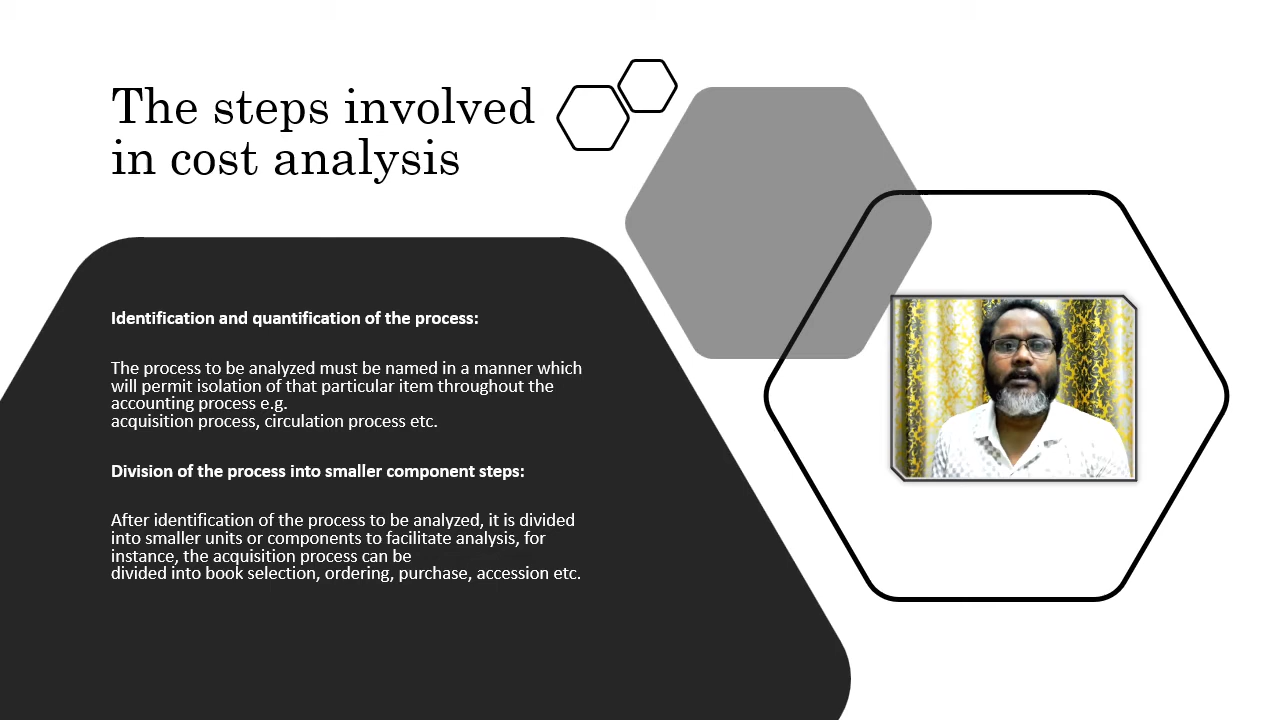 The steps involved
in cost analysis
Identification and quantification of the process:
The process to be analyzed must be named in a manner which
will permit isolation of that particular item throughout the
accounting process e.g.
acquisition process, circulation process etc.
Division of the process into smaller component steps:
After identification of the process to be analyzed, it is divided
into smaller units or components to facilitate analysis, for
instance, the acquisition process can be
divided into book selection, ordering, purchase, accession etc.